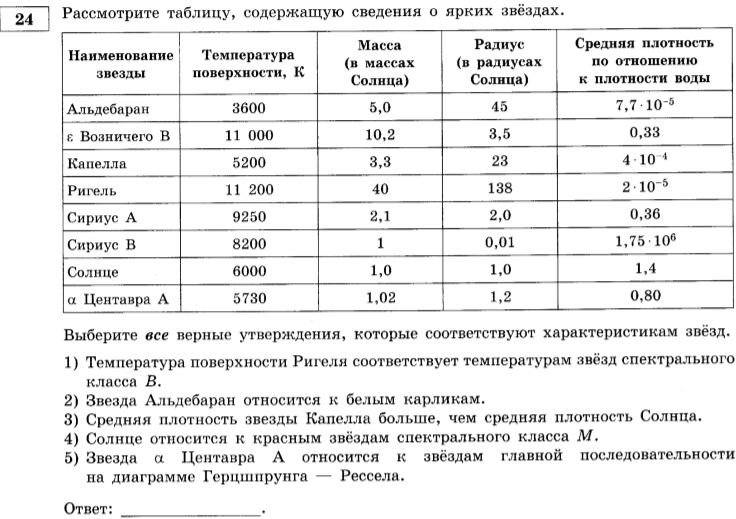 24
Рассмотрите таблицу, содержащую сведения о ярких звёздах.
Наименование звезды | Температура поверхности, К | Масса (в массах Солнца) | Радиус (в радиусах Солнца) | Средняя плотность по отношению к плотности воды
Альдебаран | 3600 | 5,0 | 45 | 7,7 · 10⁻⁵
ε Возничего В | 11 000 | 10,2 | 3,5 | 0,33
Капелла | 5200 | 3,3 | 23 | 4 · 10⁻⁴
Ригель | 11 200 | 40 | 138 | 2 · 10⁻⁵
Сириус А | 9250 | 2,1 | 2,0 | 0,36
Сириус В | 8200 | 1 | 0,01 | 1,75 · 10⁶
Солнце | 6000 | 1,0 | 1,0 | 1,4
α Центавра А | 5730 | 1,02 | 1,2 | 0,80
Выберите все верные утверждения, которые соответствуют характеристикам звёзд.
1) Температура поверхности Ригеля соответствует температурам звёзд спектрального
класса B.
2) Звезда Альдебаран относится к белым карликам.
3) Средняя плотность звезды Капелла больше, чем средняя плотность Солнца.
4) Солнце относится к красным звёздам спектрального класса M.
5) Звезда α Центавра А относится к звёздам главной последовательности
на диаграмме Герцшпрунга — Рессела.
Ответ: ____________.